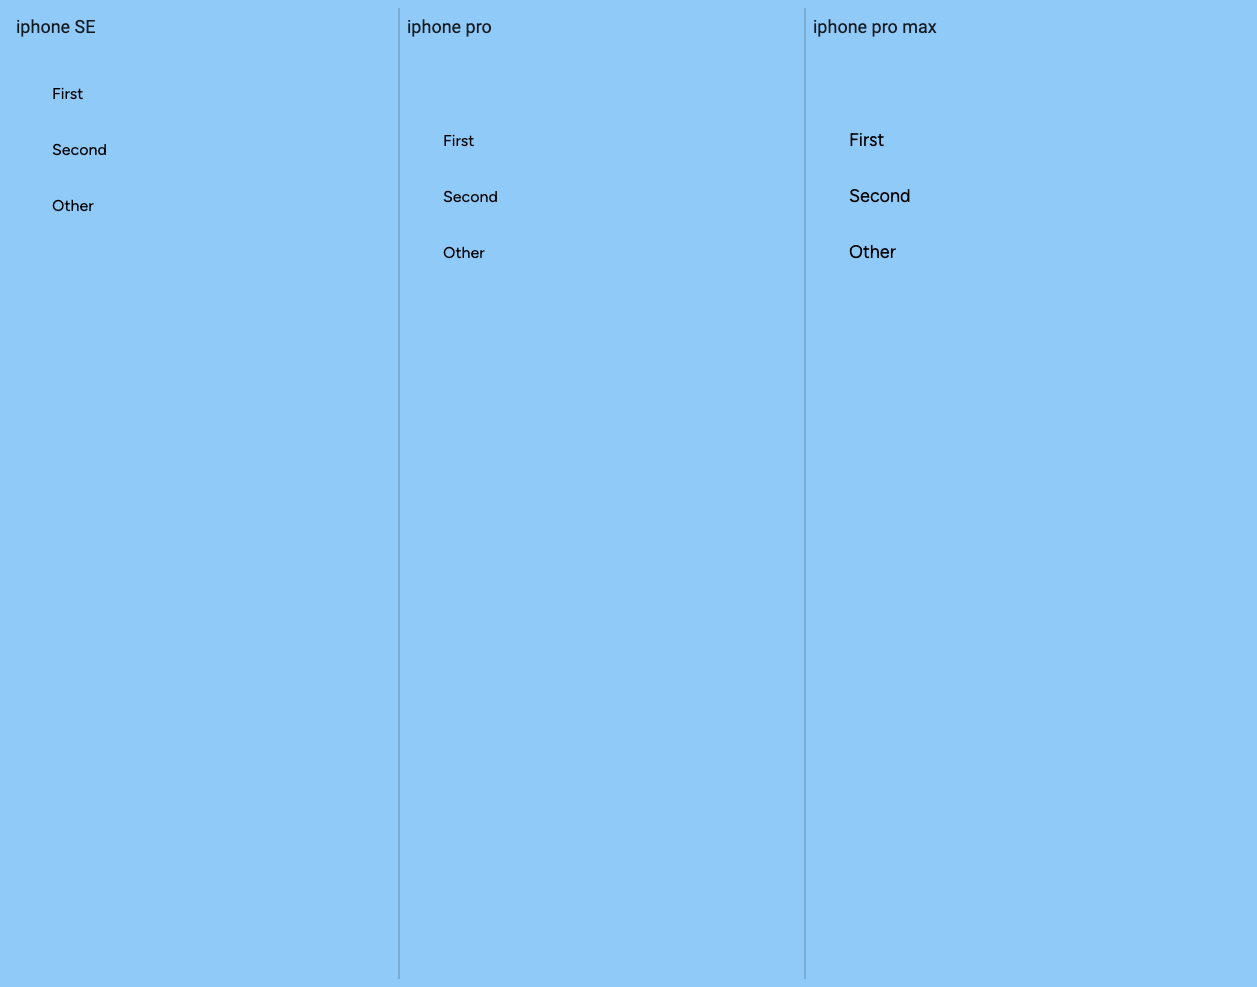 iphone SE
First
Second
Other
iphone pro
First
Second
Other
iphone pro max
First
Second
Other